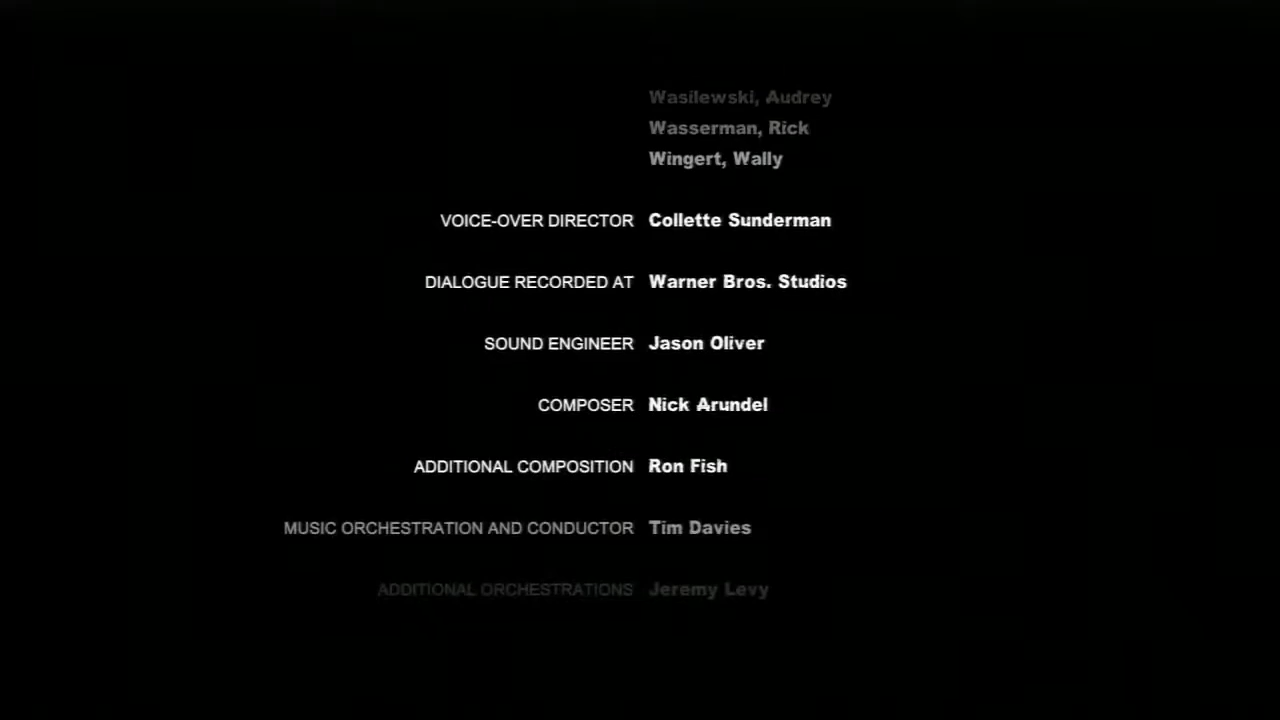 Wasilewski, Audrey
Wasserman, Rick
Wingert, Wally
VOICE-OVER DIRECTOR Collette Sunderman
DIALOGUE RECORDED AT Warner Bros. Studios
SOUND ENGINEER Jason Oliver
COMPOSER Nick Arundel
ADDITIONAL COMPOSITION Ron Fish
MUSIC ORCHESTRATION AND CONDUCTOR Tim Davies
ADDITIONAL ORCHESTRATIONS Jeremy Levy